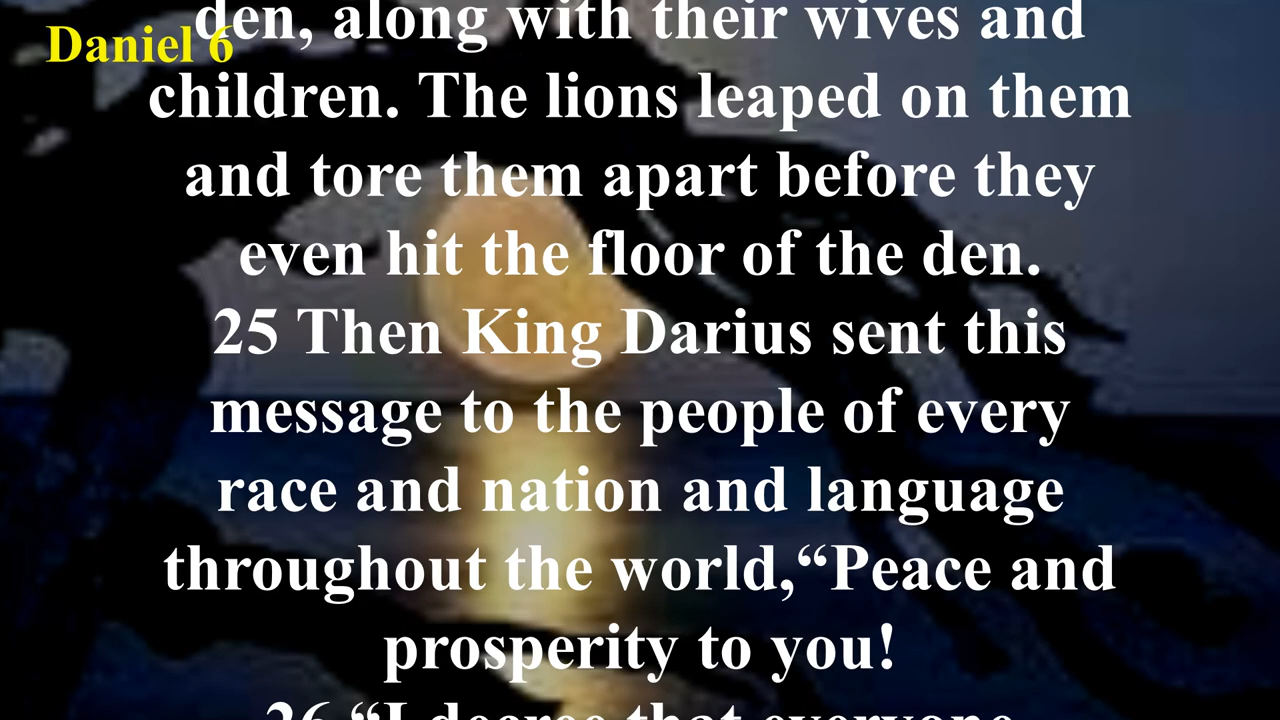 Daniel 6
den, along with their wives and
children. The lions leaped on them
and tore them apart before they
even hit the floor of the den.
25 Then King Darius sent this
message to the people of every
race and nation and language
throughout the world,“Peace and
prosperity to you!
26 “I decree that everyone